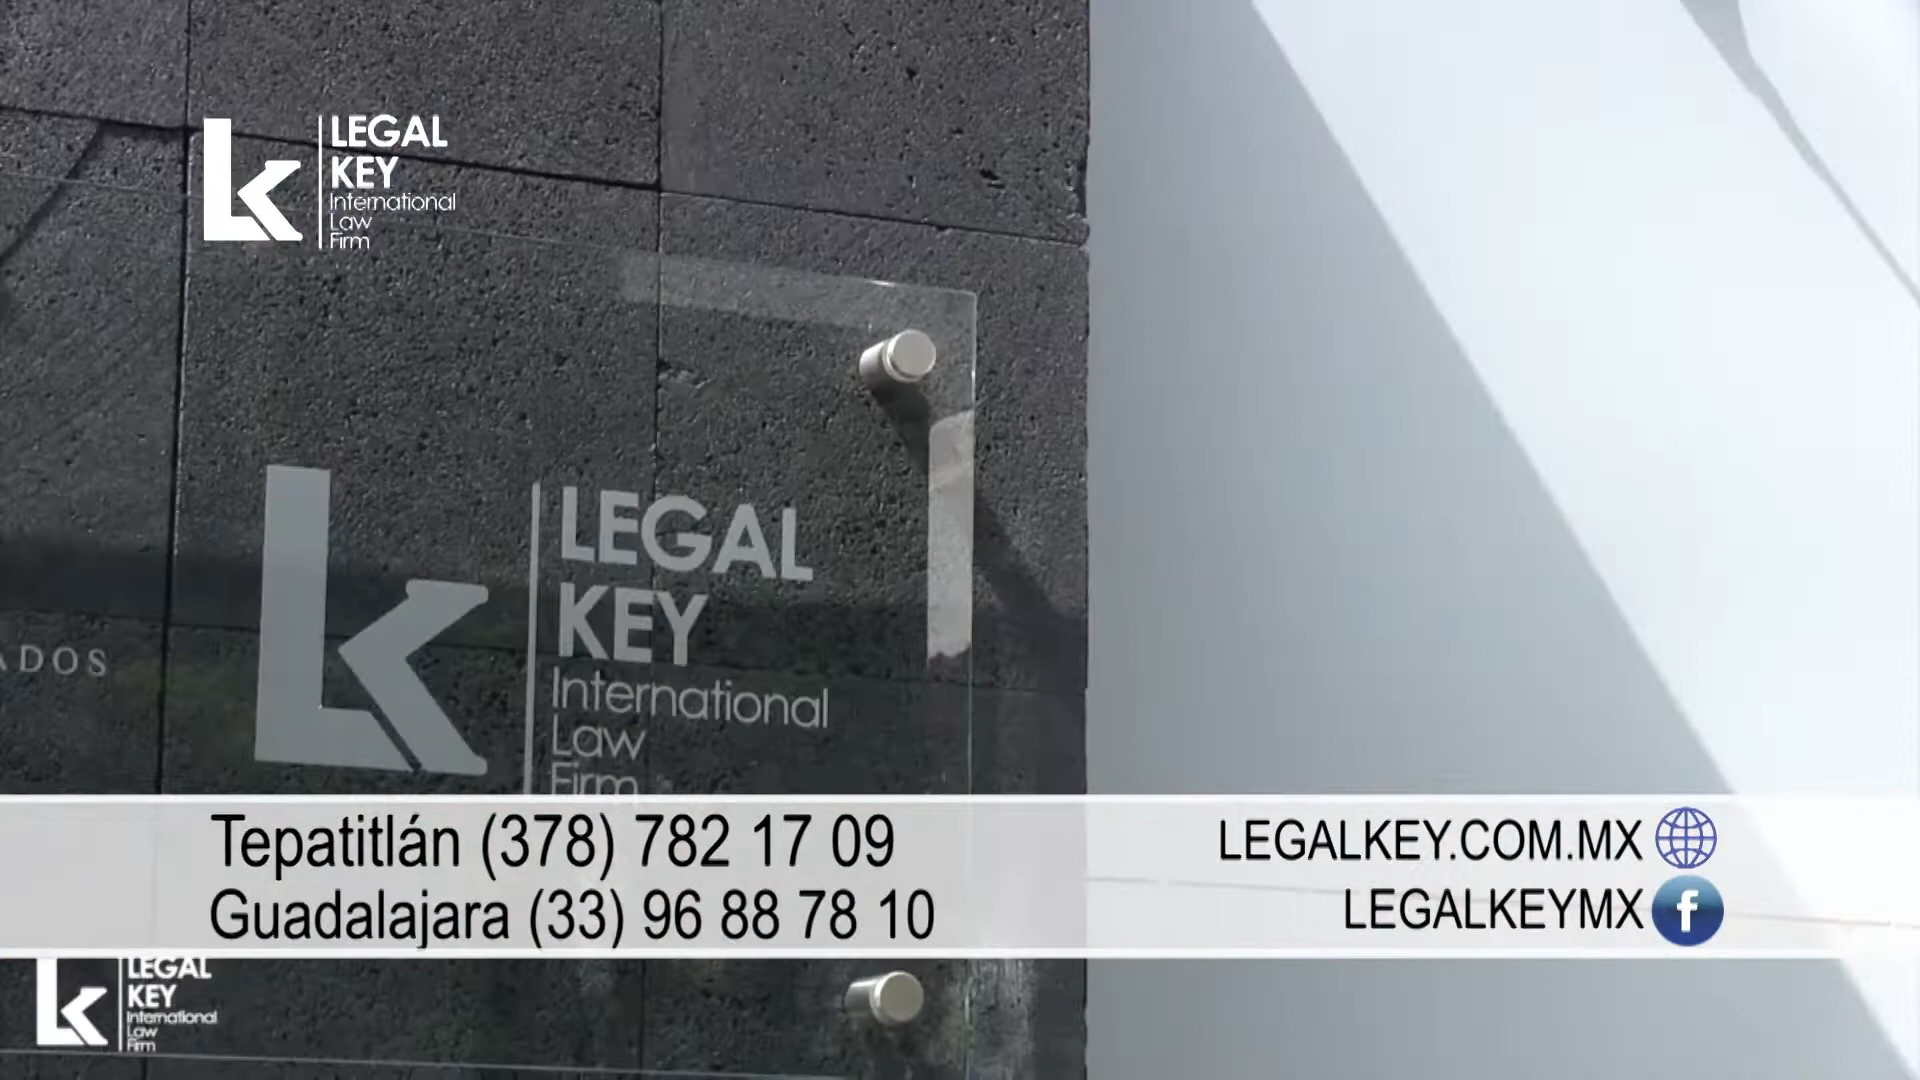 LEGAL
KEY
International
Law
Firm
ADOS
LEGAL
KEY
International
Law
Firm
Tepatitlán (378) 782 17 09
Guadalajara (33) 96 88 78 10
LEGALKEY.COM.MX
LEGALKEYMX
LEGAL
KEY
International
Law
Firm